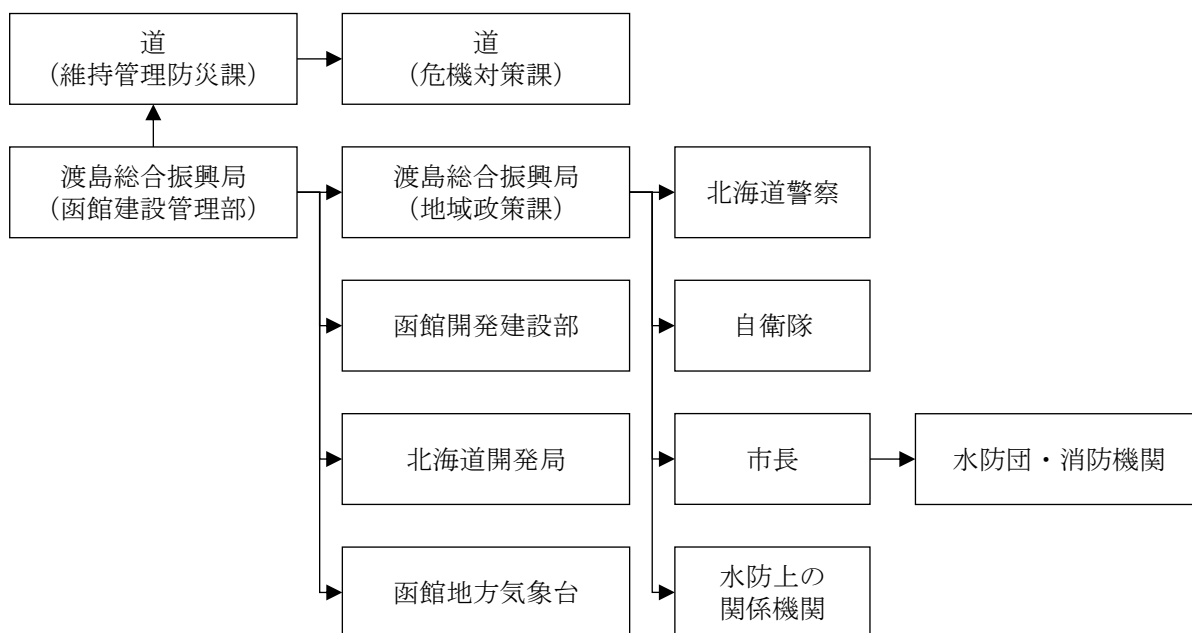 道
(維持管理防災課)
道
(危機対策課)
渡島総合振興局
(函館建設管理部)
渡島総合振興局
(地域政策課)
北海道警察
函館開発建設部
自衛隊
北海道開発局
市長
水防団・消防機関
函館地方気象台
水防上の
関係機関